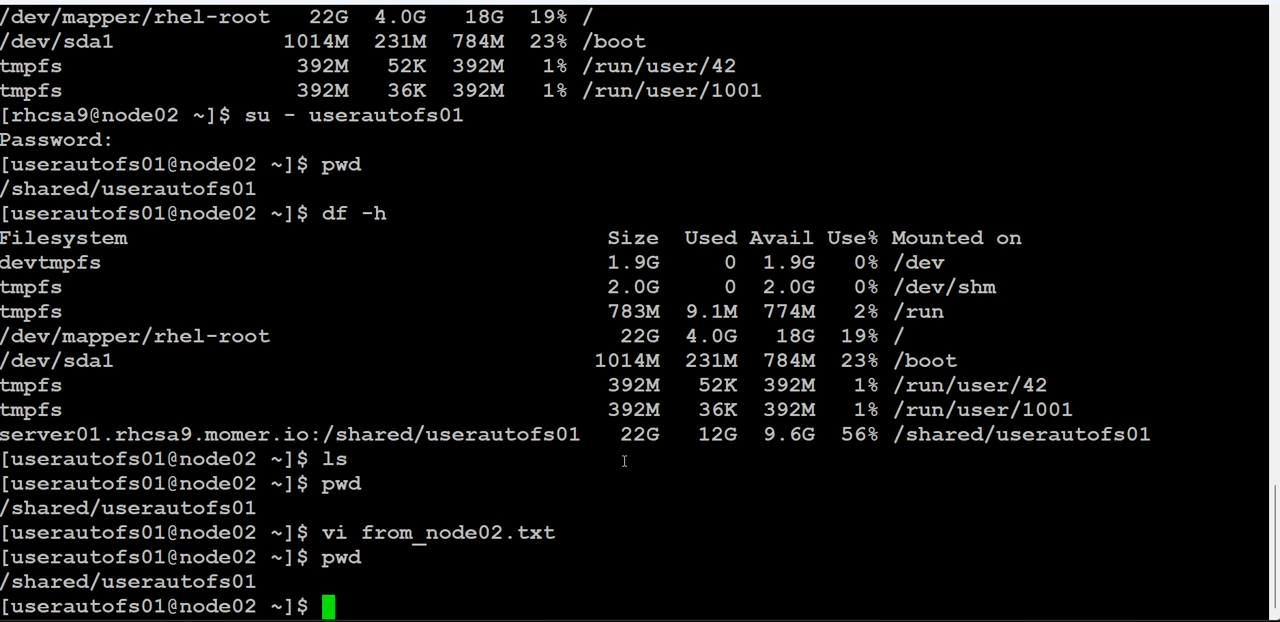 /dev/mapper/rhel-root   22G  4.0G   18G  19% /
/dev/sda1             1014M  231M  784M  23% /boot
tmpfs                  392M   52K  392M   1% /run/user/42
tmpfs                  392M   36K  392M   1% /run/user/1001
[rhcsa9@node02 ~]$ su - userautofs01
Password:
[userautofs01@node02 ~]$ pwd
/shared/userautofs01
[userautofs01@node02 ~]$ df -h
Filesystem                                     Size  Used Avail Use% Mounted on
devtmpfs                                       1.9G     0  1.9G   0% /dev
tmpfs                                          2.0G     0  2.0G   0% /dev/shm
tmpfs                                          783M  9.1M  774M   2% /run
/dev/mapper/rhel-root                           22G  4.0G   18G  19% /
/dev/sda1                                     1014M  231M  784M  23% /boot
tmpfs                                          392M   52K  392M   1% /run/user/42
tmpfs                                          392M   36K  392M   1% /run/user/1001
server01.rhcsa9.momer.io:/shared/userautofs01   22G   12G  9.6G  56% /shared/userautofs01
[userautofs01@node02 ~]$ ls
[userautofs01@node02 ~]$ pwd
/shared/userautofs01
[userautofs01@node02 ~]$ vi from_node02.txt
[userautofs01@node02 ~]$ pwd
/shared/userautofs01
[userautofs01@node02 ~]$